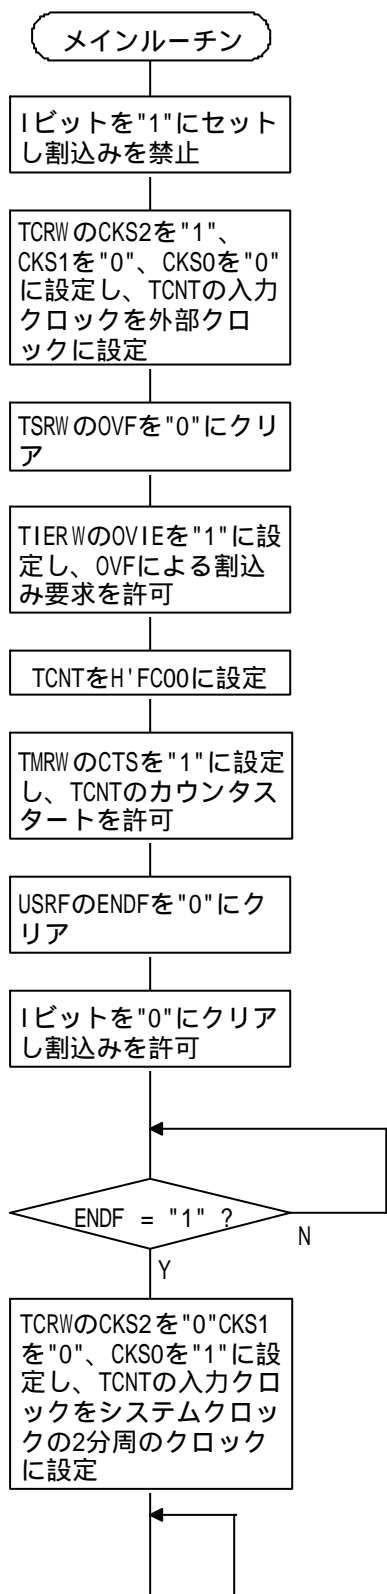 メインルーチン
Iビットを"1"にセット
し割込みを禁止
TCRWのCKS2を"1"、
CKS1を"0"、CKS0を"0"
に設定し、TCNTの入力
クロックを外部クロ
ックに設定
TSRWのOVFを"0"にクリ
ア
TIERWのOVIEを"1"に設
定し、OVFによる割込
み要求を許可
TCNTをH'FC00に設定
TMRWのCTSを"1"に設定
し、TCNTのカウンタス
タートを許可
USRFのENDFを"0"にク
リア
Iビットを"0"にクリア
し割込みを許可
ENDF = "1" ?
N
Y
TCRWのCKS2を"0"CKS1
を"0"、CKS0を"1"に設
定し、TCNTの入力クロ
ックをシステムクロッ
クの2分周のクロック
に設定